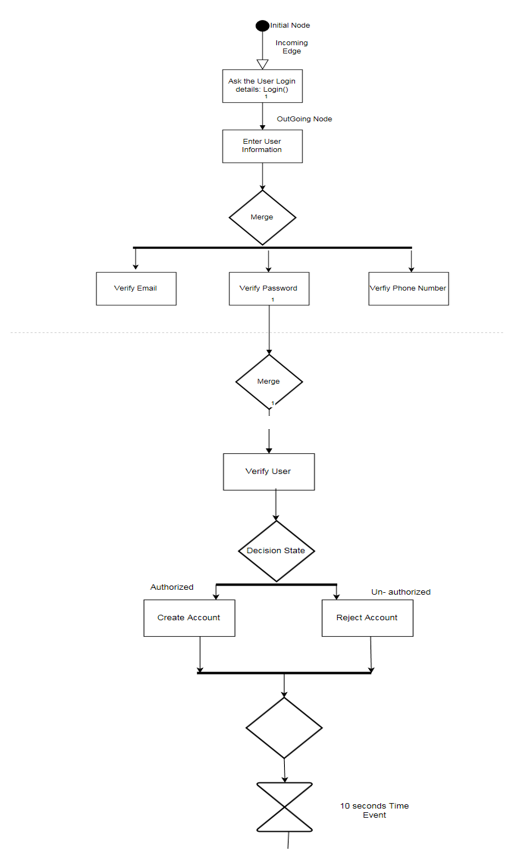 Initial Node
Incoming
Edge
Ask the User Login
details: Login()
1
OutGoing Node
Enter User
Information
Merge
Verify Email
Verify Password
1
Verfiy Phone Number
Merge
1
Verify User
Decision State
Authorized
Un- authorized
Create Account
Reject Account
10 seconds Time
Event